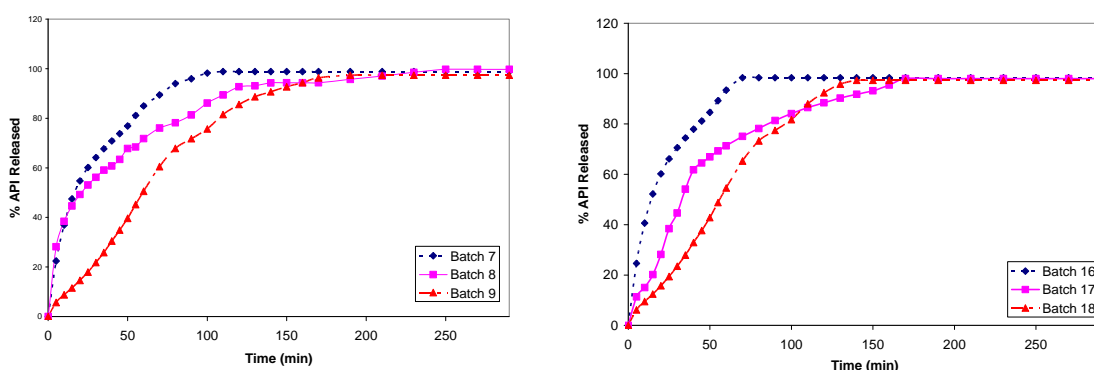 % API Released
120
100
80
60
40
20
0
0 50 100 150 200 250
Time (min)
Batch 7
Batch 8
Batch 9
% API Released
120
100
80
60
40
20
0
0 50 100 150 200 250
Time (min)
Batch 16
Batch 17
Batch 18